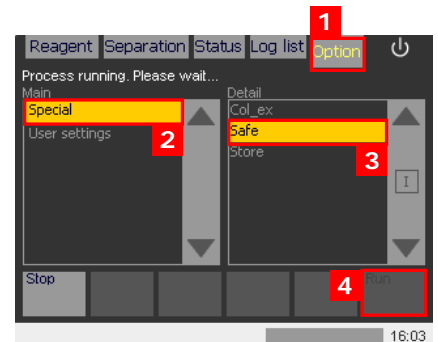 1
Reagent Separation Status Log list Option
Process running. Please wait...
Main Detail
Special Col_ex
User settings 2 Safe
Store 3
I
Stop 4 Run
16:03